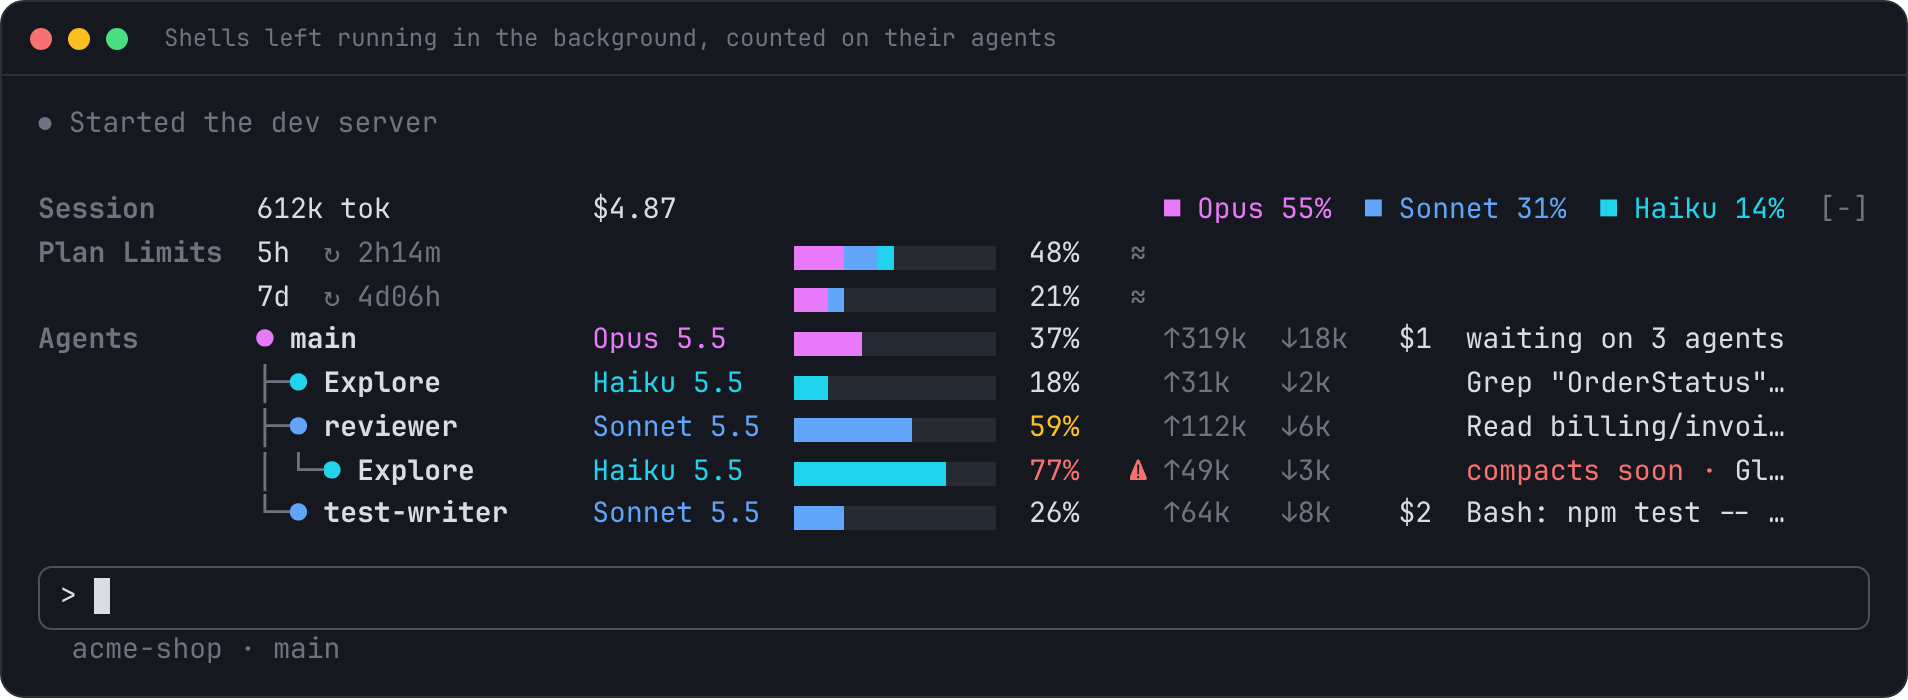 Shells left running in the background, counted on their agents
● Started the dev server
Session 612k tok $4.87 ■ Opus 55% ■ Sonnet 31% ■ Haiku 14% [-]
Plan Limits 5h ↻ 2h14m 48% ≈
7d ↻ 4d06h 21% ≈
Agents ● main Opus 5.5 37% ↑319k ↓18k $1 waiting on 3 agents
├─● Explore Haiku 5.5 18% ↑31k ↓2k Grep "OrderStatus"…
├─● reviewer Sonnet 5.5 59% ↑112k ↓6k Read billing/invoi…
│ └─● Explore Haiku 5.5 77% ⚠ ↑49k ↓3k compacts soon · Gl…
└─● test-writer Sonnet 5.5 26% ↑64k ↓8k $2 Bash: npm test -- …
>
acme-shop · main